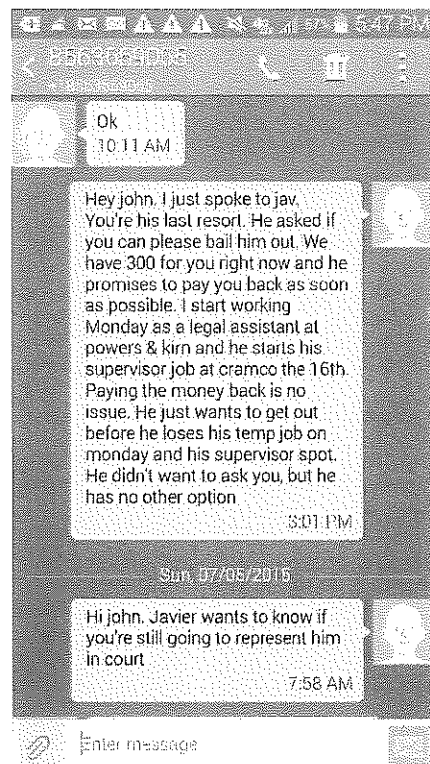 5:47 PM
Ok
10:11 AM
Hey john. I just spoke to jav.
You're his last resort. He asked if
you can please bail him out. We
have 300 for you right now and he
promises to pay you back as soon
as possible. I start working
Monday as a legal assistant at
powers & kirn and he starts his
supervisor job at cramco the 16th.
Paying the money back is no
issue. He just wants to get out
before he loses his temp job on
monday and his supervisor spot.
He didn't want to ask you, but he
has no other option
3:01 PM
Sun, 07/05/2015
Hi john. Javier wants to know if
you're still going to represent him
in court
7:58 AM
Enter message